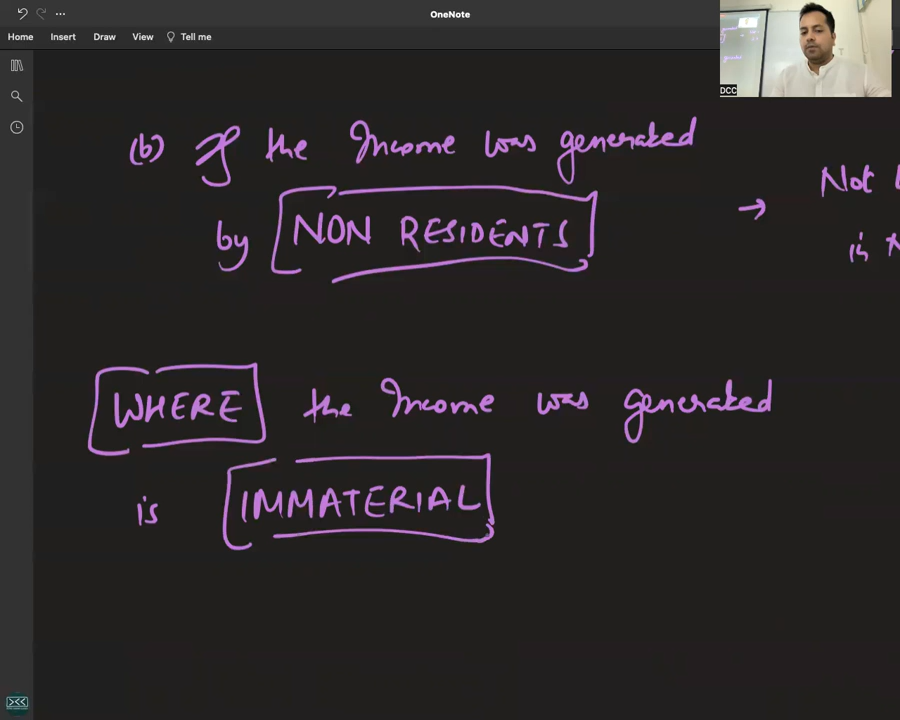 OneNote
Home Insert Draw View Tell me
DCC
(b) If the Income was generated
by NON RESIDENTS → Not
is
WHERE the Income was generated
is IMMATERIAL